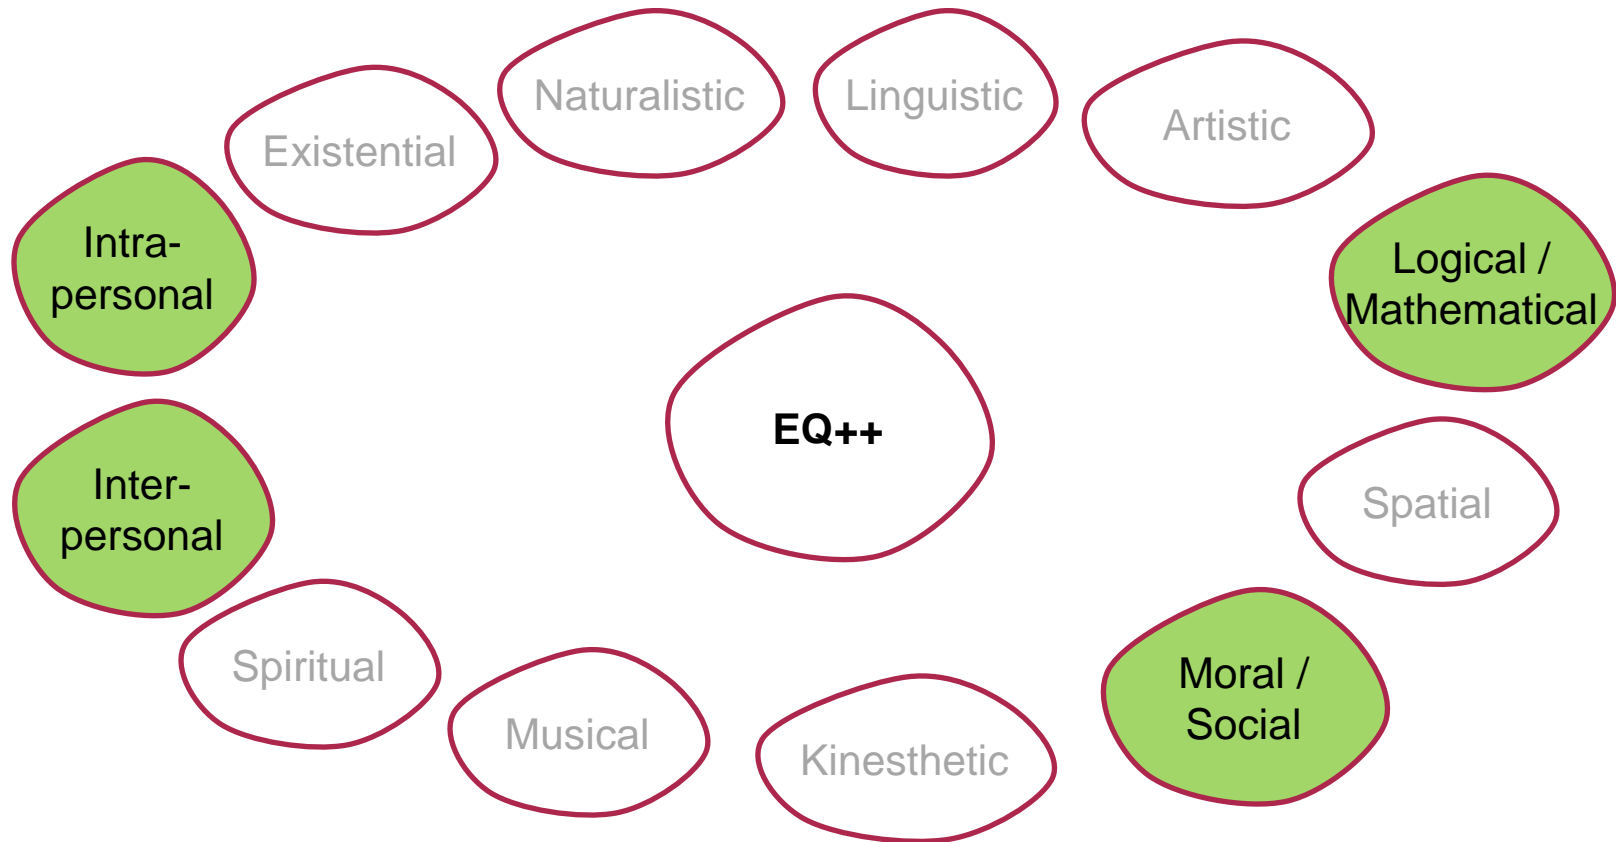 Naturalistic
Linguistic
Artistic
Existential
Intra-
personal
Logical /
Mathematical
EQ++
Inter-
personal
Spatial
Spiritual
Moral /
Social
Musical
Kinesthetic